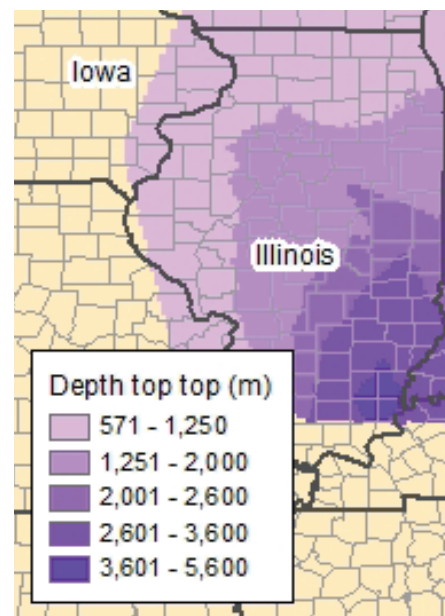 Iowa
Illinois
Depth top top (m)
571 - 1,250
1,251 - 2,000
2,001 - 2,600
2,601 - 3,600
3,601 - 5,600